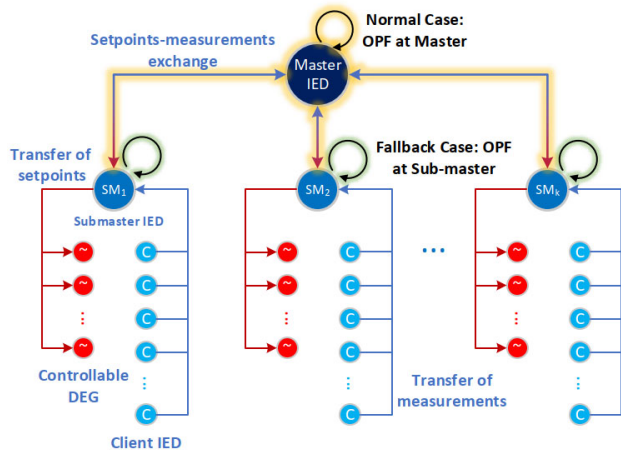 Normal Case:
OPF at Master
Setpoints-measurements
exchange
Master
IED
Fallback Case: OPF
at Sub-master
Transfer of
setpoints
SM1
SM2
SMk
Submaster IED
~ C ~ C ~ C
~ C ~ C ~ C
C C C
~ C ~ C ~ C
Controllable
DEG
Transfer of
measurements
C C C
Client IED